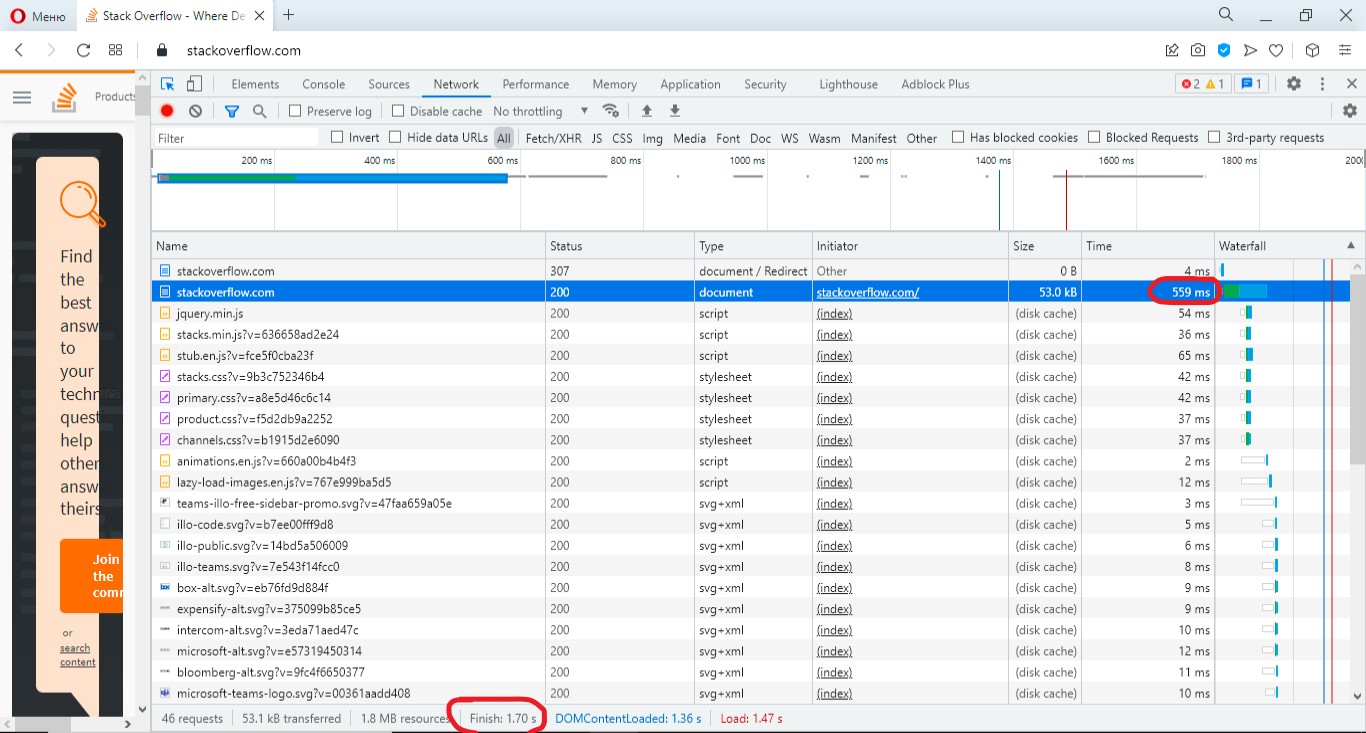 Меню
Stack Overflow - Where De
stackoverflow.com
Products
Elements Console Sources Network Performance Memory Application Security Lighthouse Adblock Plus 2 1 1
Preserve log Disable cache No throttling
Filter Invert Hide data URLs All Fetch/XHR JS CSS Img Media Font Doc WS Wasm Manifest Other Has blocked cookies Blocked Requests 3rd-party requests
200 ms 400 ms 600 ms 800 ms 1000 ms 1200 ms 1400 ms 1600 ms 1800 ms 200
Name Status Type Initiator Size Time Waterfall
stackoverflow.com 307 document / Redirect Other 0 B 4 ms
stackoverflow.com 200 document stackoverflow.com/ 53.0 kB 559 ms
jquery.min.js 200 script (index) (disk cache) 54 ms
stacks.min.js?v=636658ad2e24 200 script (index) (disk cache) 36 ms
stub.en.js?v=fce5f0cba23f 200 script (index) (disk cache) 65 ms
stacks.css?v=9b3c752346b4 200 stylesheet (index) (disk cache) 42 ms
primary.css?v=a8e5d46c6c14 200 stylesheet (index) (disk cache) 42 ms
product.css?v=f5d2db9a2252 200 stylesheet (index) (disk cache) 37 ms
channels.css?v=b1915d2e6090 200 stylesheet (index) (disk cache) 37 ms
animations.en.js?v=660a00b4b4f3 200 script (index) (disk cache) 2 ms
lazy-load-images.en.js?v=767e999ba5d5 200 script (index) (disk cache) 12 ms
teams-illo-free-sidebar-promo.svg?v=47faa659a05e 200 svg+xml (index) (disk cache) 3 ms
illo-code.svg?v=b7ee00fff9d8 200 svg+xml (index) (disk cache) 5 ms
illo-public.svg?v=14bd5a506009 200 svg+xml (index) (disk cache) 6 ms
illo-teams.svg?v=7e543f14fcc0 200 svg+xml (index) (disk cache) 8 ms
box-alt.svg?v=eb76fd9d884f 200 svg+xml (index) (disk cache) 9 ms
expensify-alt.svg?v=375099b85ce5 200 svg+xml (index) (disk cache) 9 ms
intercom-alt.svg?v=3eda71aed47c 200 svg+xml (index) (disk cache) 10 ms
microsoft-alt.svg?v=e57319450314 200 svg+xml (index) (disk cache) 12 ms
bloomberg-alt.svg?v=9fc4f6650377 200 svg+xml (index) (disk cache) 11 ms
microsoft-teams-logo.svg?v=00361aadd408 200 svg+xml (index) (disk cache) 10 ms
46 requests 53.1 kB transferred 1.8 MB resources Finish: 1.70 s DOMContentLoaded: 1.36 s Load: 1.47 s
Find
the
best
answ
to
your
techn
quest
help
other
answ
theirs
Join
the
comm
or
search
content